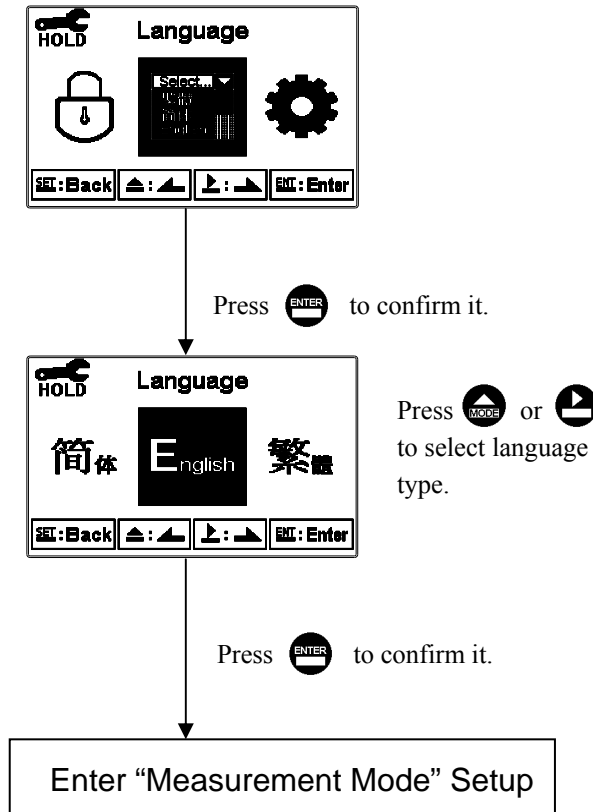 HOLD Language
Select...
SET:Back : : ENT:Enter
Press ENTER to confirm it.
HOLD Language
简体 English 繁體
SET:Back : : ENT:Enter
Press MODE or
to select language
type.
Press ENTER to confirm it.
Enter “Measurement Mode” Setup